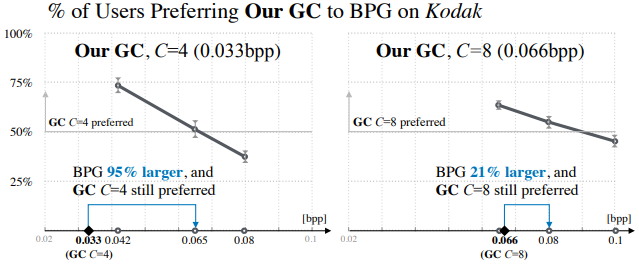 % of Users Preferring Our GC to BPG on Kodak
100%
75%
50%
25%
Our GC, C=4 (0.033bpp)
GC C=4 preferred
BPG 95% larger, and
GC C=4 still preferred
[bpp]
0.02 0.033 0.042 0.065 0.08 0.1
(GC C=4)
Our GC, C=8 (0.066bpp)
GC C=8 preferred
BPG 21% larger, and
GC C=8 still preferred
[bpp]
0.02 0.066 0.08 0.1
(GC C=8)